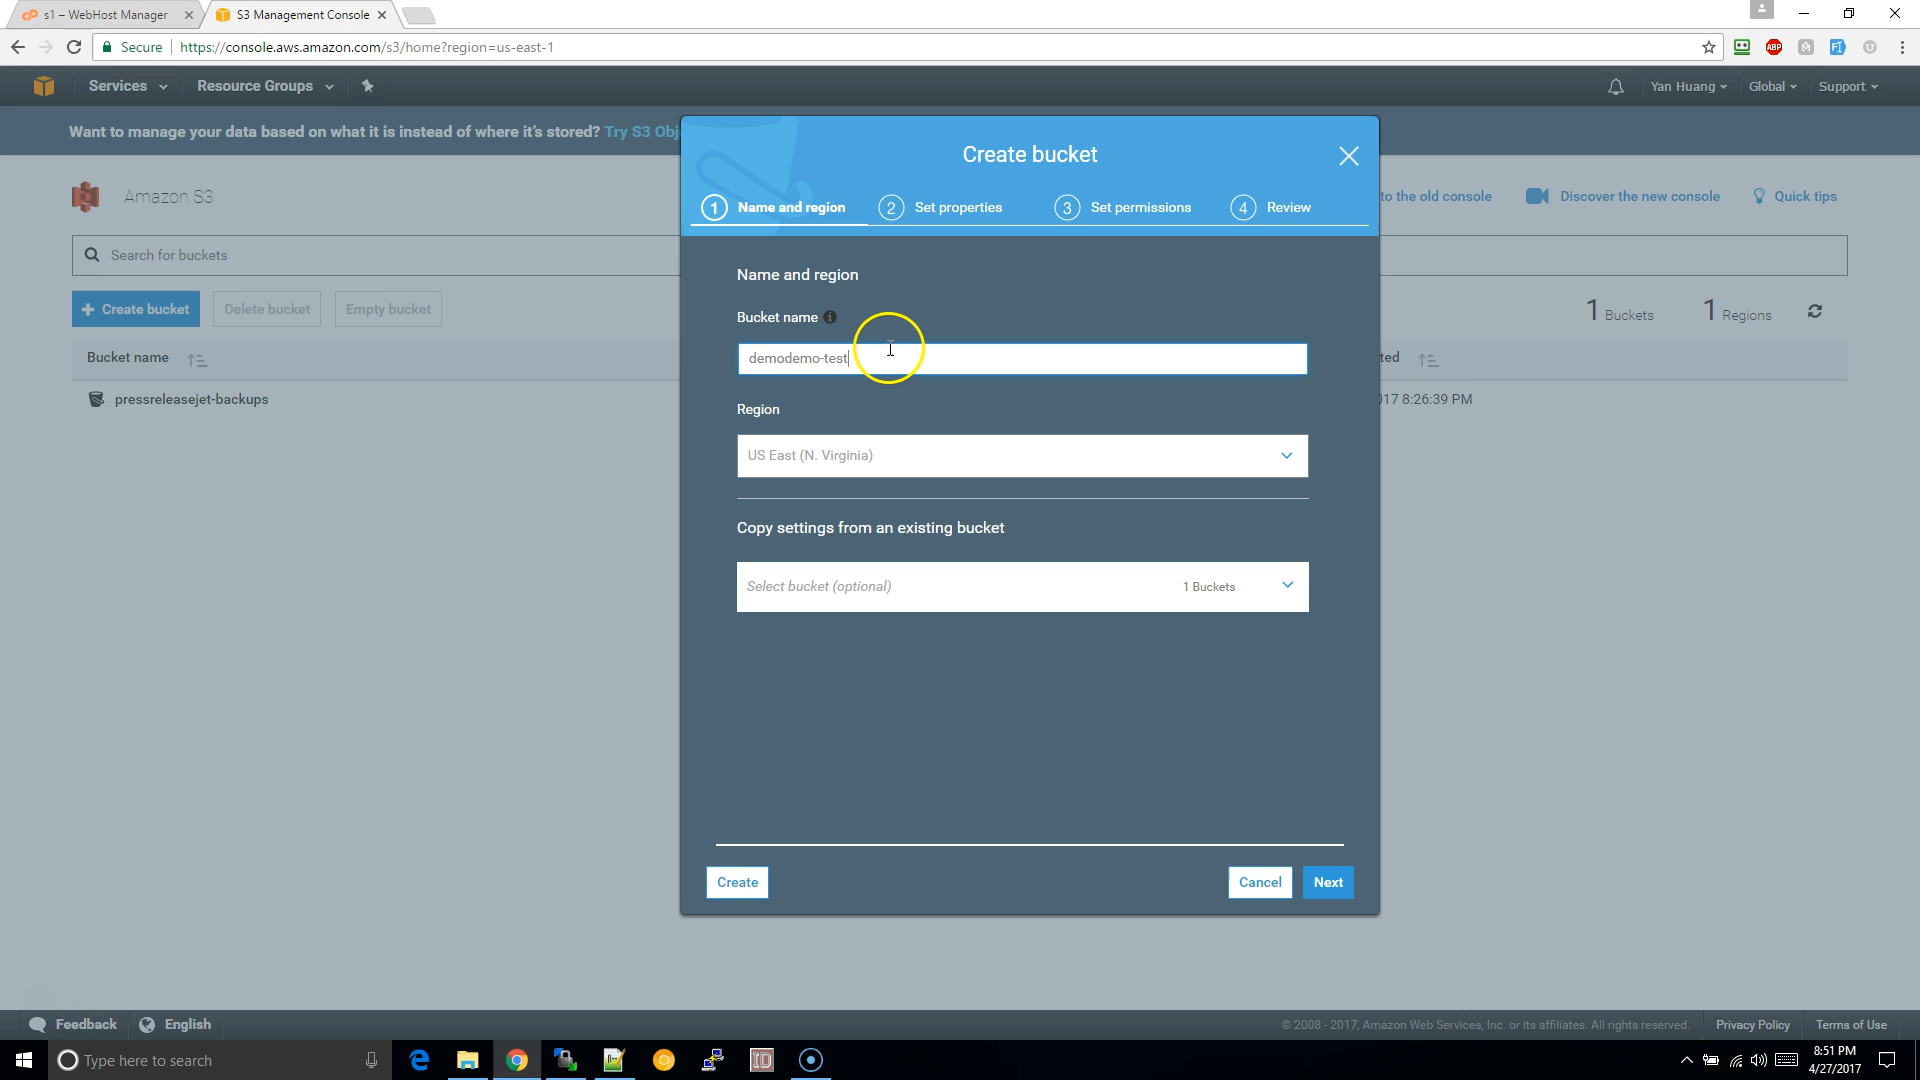 s1 – WebHost Manager
S3 Management Console
Secure
https://console.aws.amazon.com/s3/home?region=us-east-1
ABP
Services
Resource Groups
Yan Huang
Global
Support
Want to manage your data based on what it is instead of where it's stored? Try S3 Obj
Create bucket
1 Name and region
2 Set properties
3 Set permissions
4 Review
Amazon S3
to the old console
Discover the new console
Quick tips
Search for buckets
Name and region
Create bucket
Delete bucket
Empty bucket
Bucket name
1 Buckets
1 Regions
demodemo-test
Bucket name
ted
pressreleasejet-backups
017 8:26:39 PM
Region
US East (N. Virginia)
Copy settings from an existing bucket
Select bucket (optional)
1 Buckets
Create
Cancel
Next
Feedback
English
© 2008 - 2017, Amazon Web Services, Inc. or its affiliates. All rights reserved.
Privacy Policy
Terms of Use
Type here to search
8:51 PM
4/27/2017